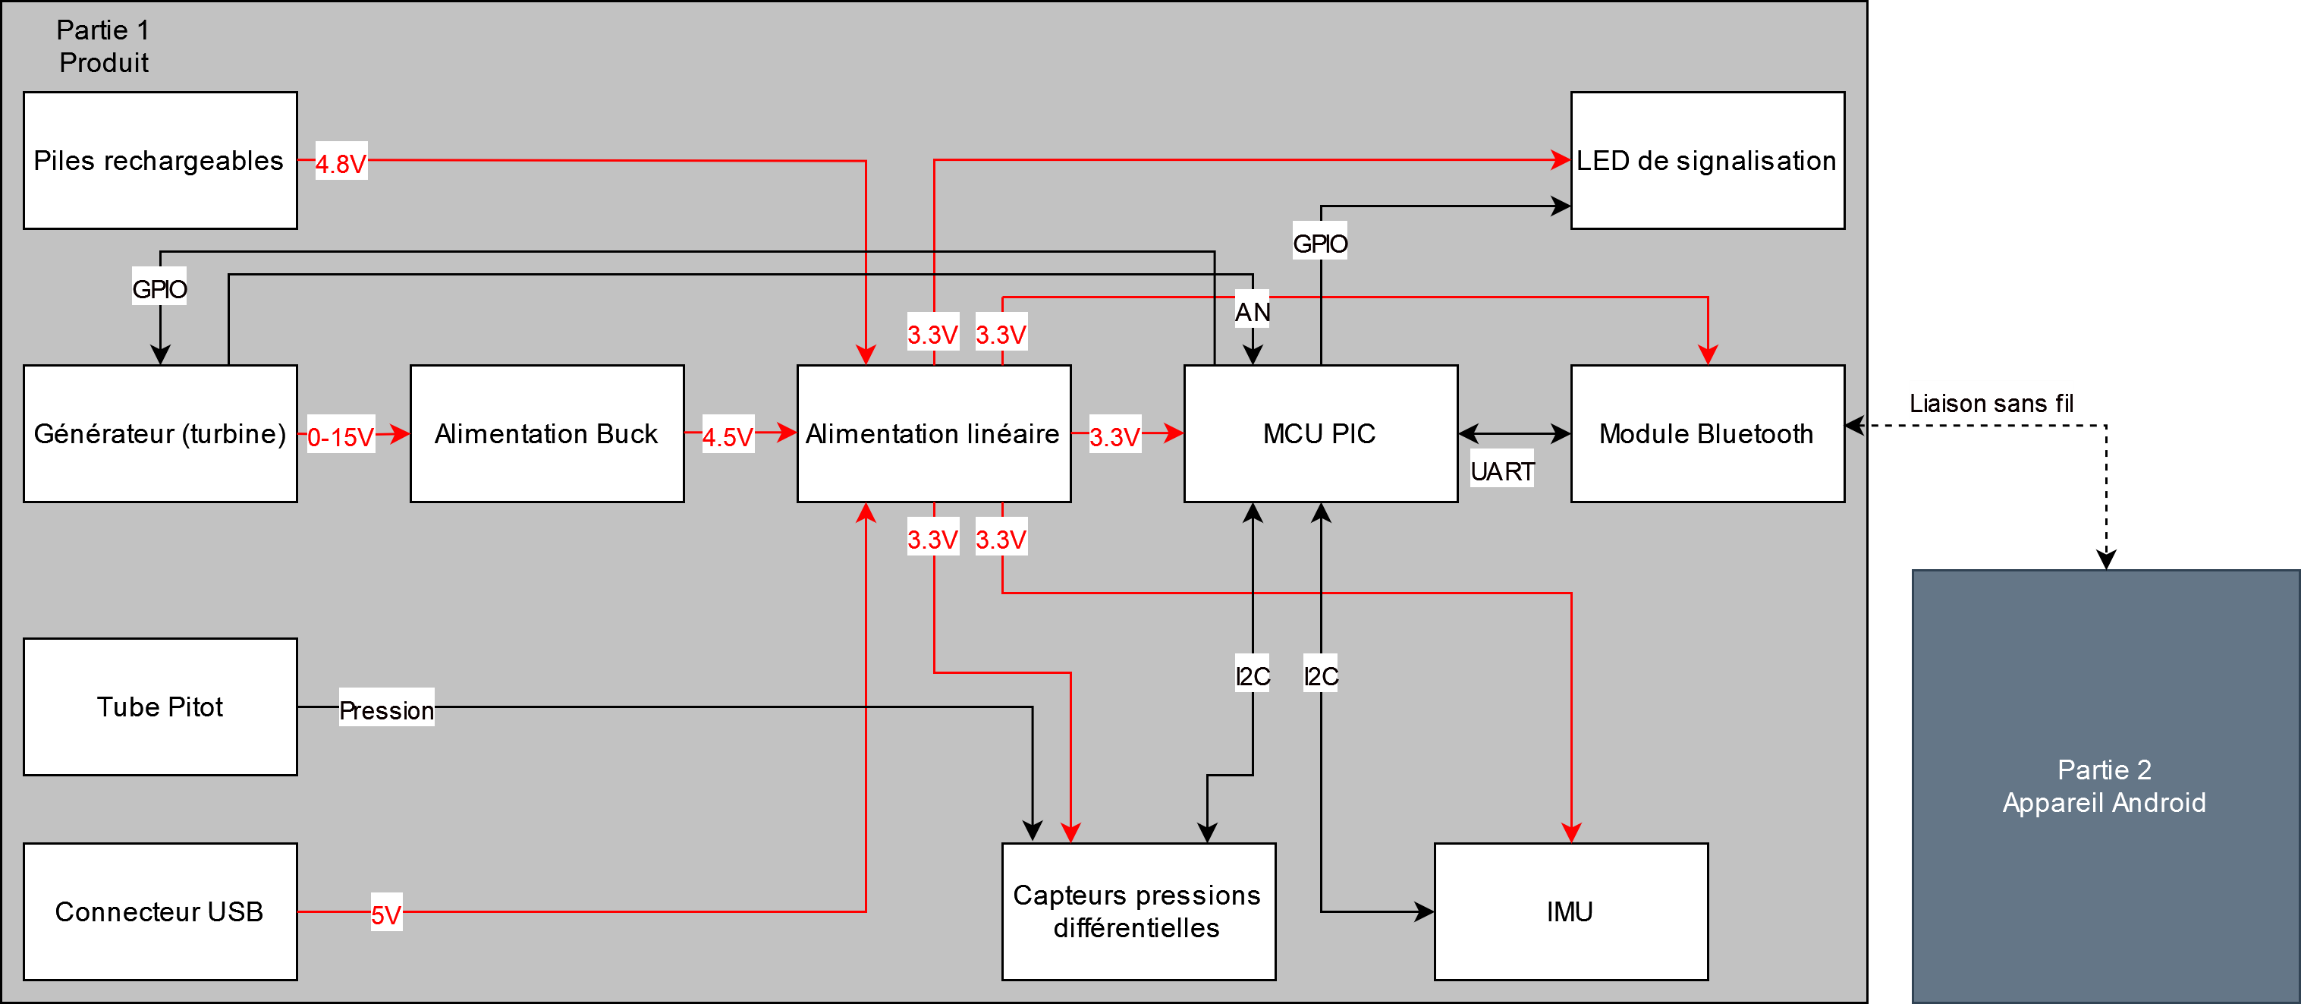 Partie 1
Produit
Piles rechargeables
4.8V
LED de signalisation
GPIO
GPIO
AN
3.3V
3.3V
Générateur (turbine)
0-15V
Alimentation Buck
4.5V
Alimentation linéaire
3.3V
MCU PIC
UART
Module Bluetooth
Liaison sans fil
3.3V
3.3V
I2C
I2C
Tube Pitot
Pression
Partie 2
Appareil Android
Connecteur USB
5V
Capteurs pressions
différentielles
IMU